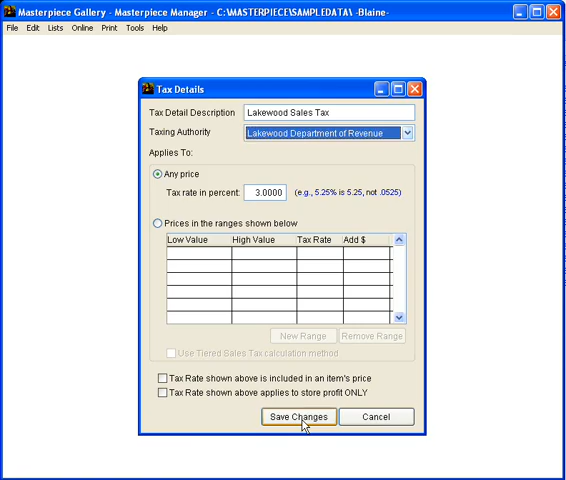 Masterpiece Gallery - Masterpiece Manager - C:\MASTERPIECE\SAMPLEDATA\ -Blaine-
File Edit Lists Online Print Tools Help
Tax Details
Tax Detail Description Lakewood Sales Tax
Taxing Authority Lakewood Department of Revenue
Applies To:
Any price
Tax rate in percent: 3.0000 (e.g., 5.25% is 5.25, not .0525)
Prices in the ranges shown below
Low Value High Value Tax Rate Add $
New Range Remove Range
Use Tiered Sales Tax calculation method
Tax Rate shown above is included in an item's price
Tax Rate shown above applies to store profit ONLY
Save Changes Cancel